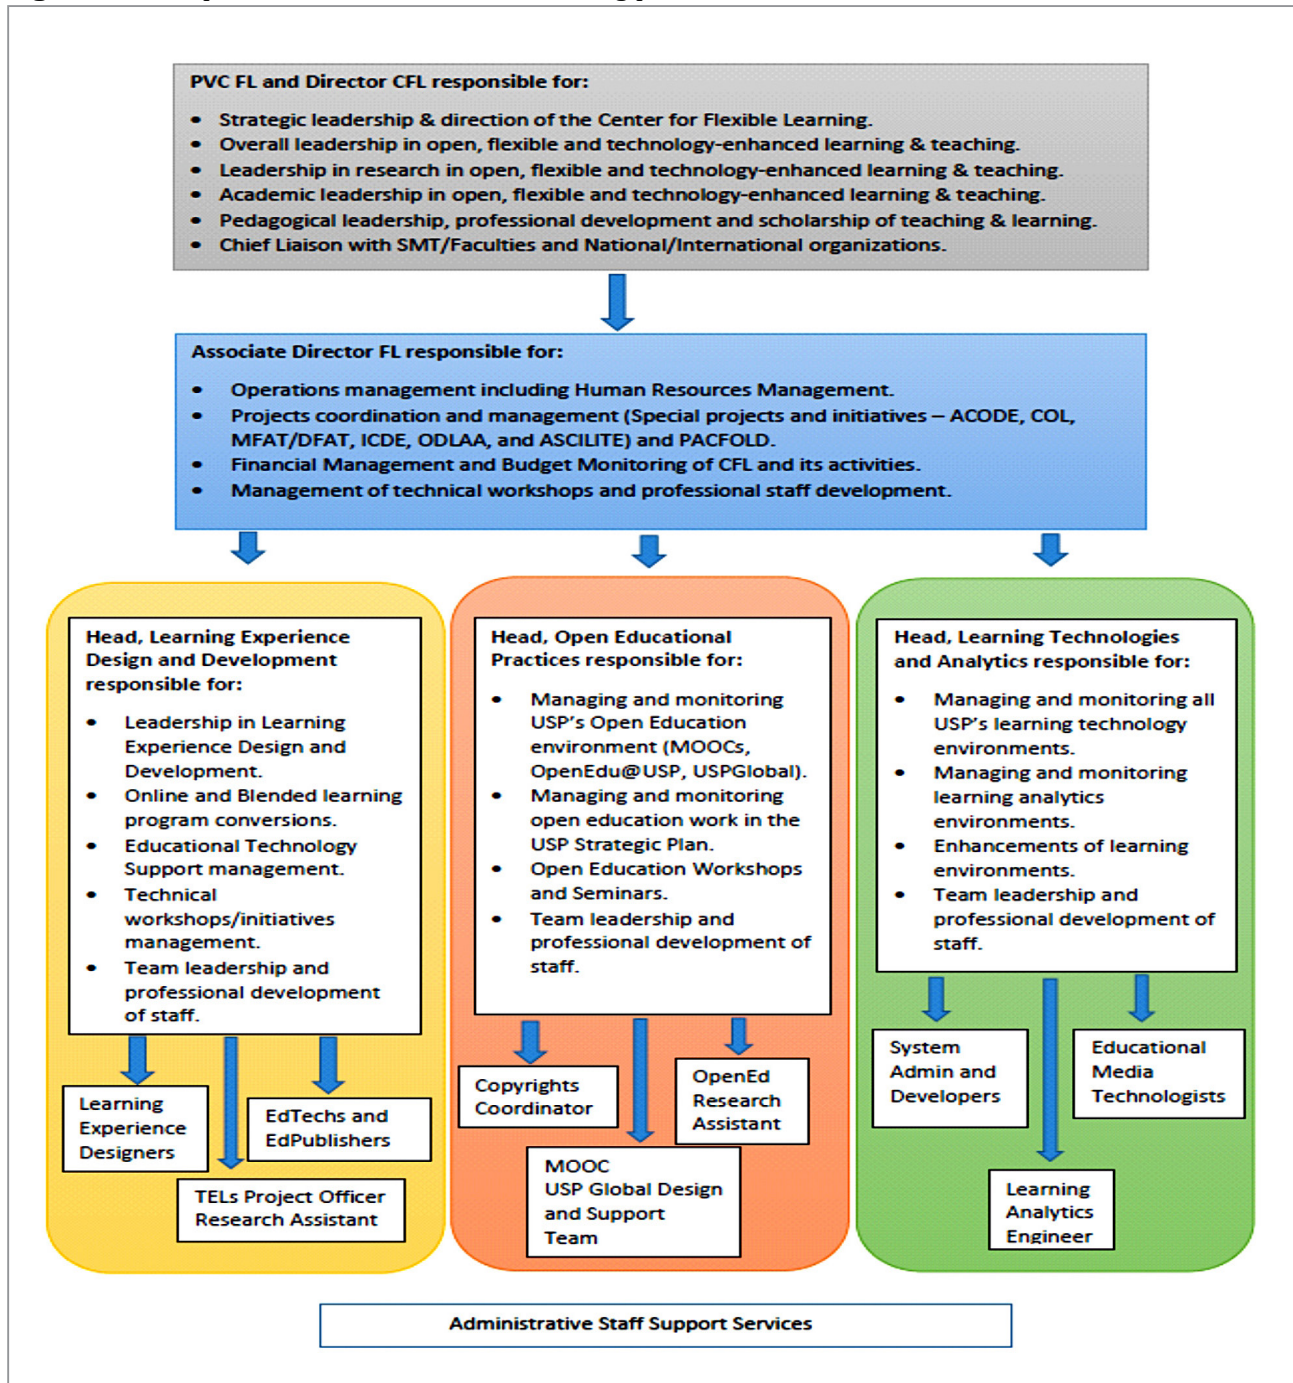 PVC FL and Director CFL responsible for:
• Strategic leadership & direction of the Center for Flexible Learning.
• Overall leadership in open, flexible and technology-enhanced learning & teaching.
• Leadership in research in open, flexible and technology-enhanced learning & teaching.
• Academic leadership in open, flexible and technology-enhanced learning & teaching.
• Pedagogical leadership, professional development and scholarship of teaching & learning.
• Chief Liaison with SMT/Faculties and National/International organizations.
Associate Director FL responsible for:
• Operations management including Human Resources Management.
• Projects coordination and management (Special projects and initiatives – ACODE, COL,
MFAT/DFAT, ICDE, ODLAA, and ASCILITE) and PACFOLD.
• Financial Management and Budget Monitoring of CFL and its activities.
• Management of technical workshops and professional staff development.
Head, Learning Experience
Design and Development
responsible for:
• Leadership in Learning
Experience Design and
Development.
• Online and Blended learning
program conversions.
• Educational Technology
Support management.
• Technical
workshops/initiatives
management.
• Team leadership and
professional development
of staff.
Learning
Experience
Designers
EdTechs and
EdPublishers
TELs Project Officer
Research Assistant
Head, Open Educational
Practices responsible for:
• Managing and monitoring
USP's Open Education
environment (MOOCs,
OpenEdu@USP, USPGlobal).
• Managing and monitoring
open education work in the
USP Strategic Plan.
• Open Education Workshops
and Seminars.
• Team leadership and
professional development of
staff.
Copyrights
Coordinator
OpenEd
Research
Assistant
MOOC
USP Global Design
and Support
Team
Head, Learning Technologies
and Analytics responsible for:
• Managing and monitoring all
USP's learning technology
environments.
• Managing and monitoring
learning analytics
environments.
• Enhancements of learning
environments.
• Team leadership and
professional development of
staff.
System
Admin and
Developers
Educational
Media
Technologists
Learning
Analytics
Engineer
Administrative Staff Support Services